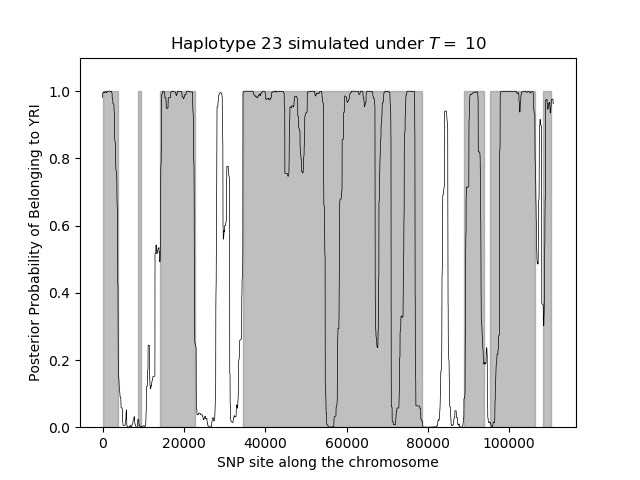 Haplotype 23 simulated under T = 10
Posterior Probability of Belonging to YRI
1.0
0.8
0.6
0.4
0.2
0.0
0 20000 40000 60000 80000 100000
SNP site along the chromosome